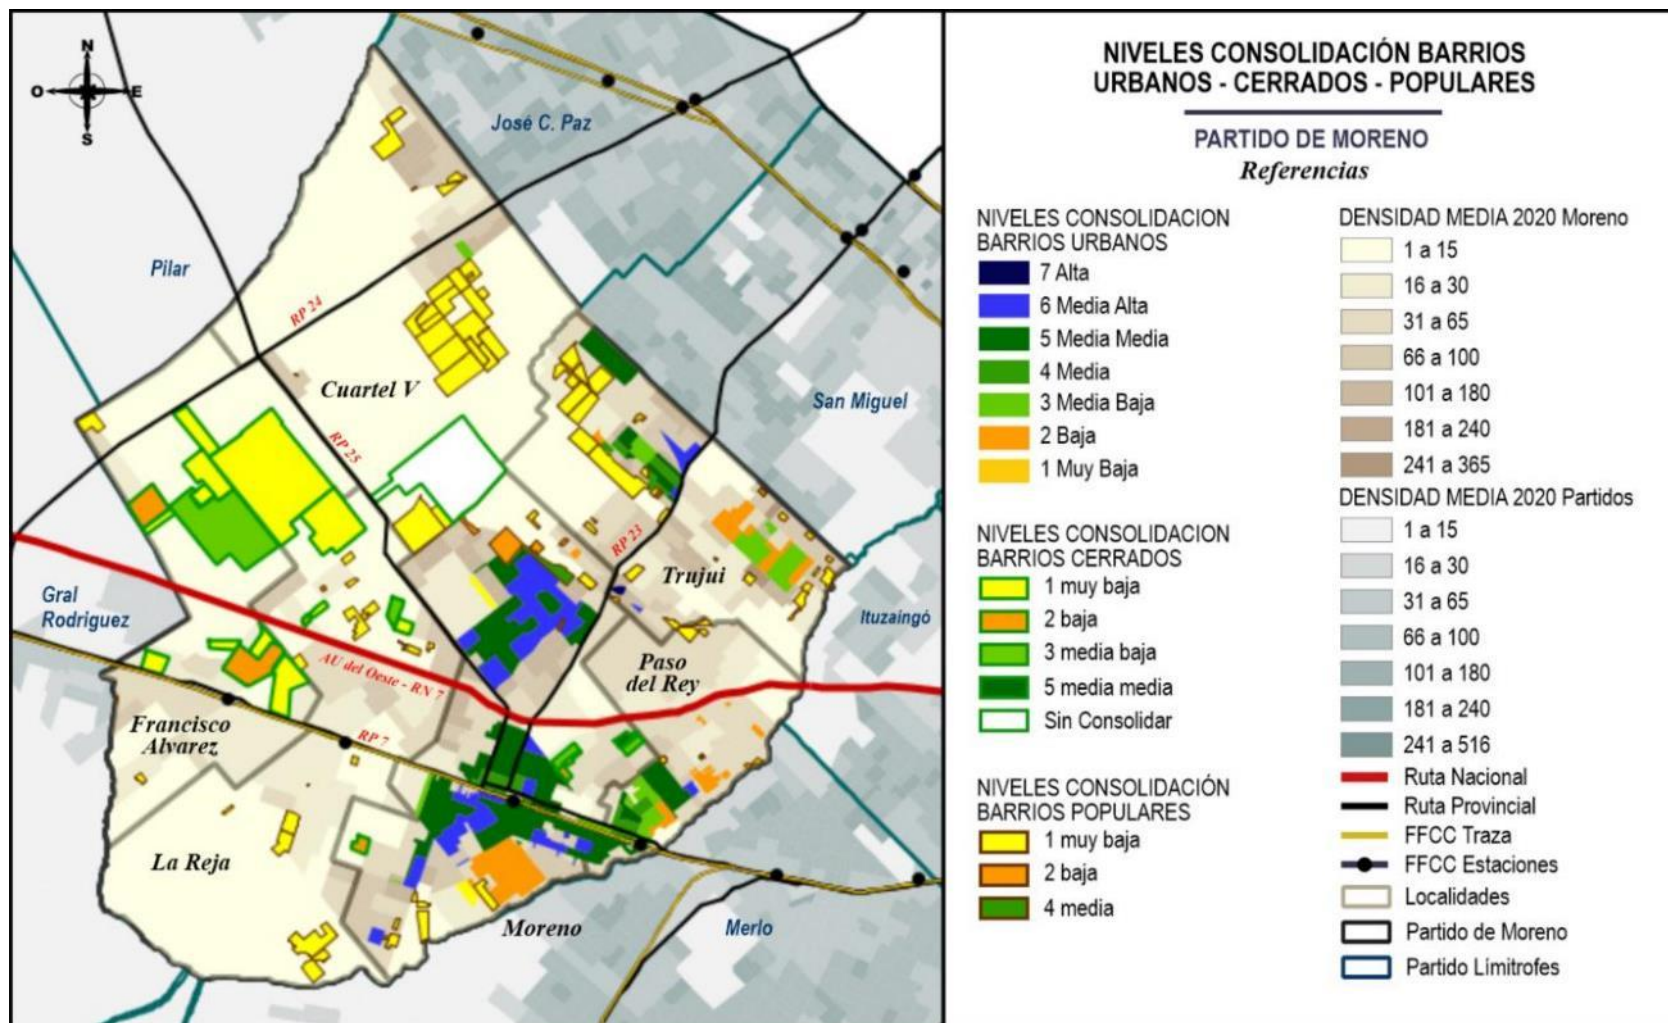 N
O
E
S
José C. Paz
Pilar
RP 24
Cuartel V
San Miguel
RP 25
RP 23
Trujui
Gral
Rodriguez
Ituzaingó
Paso
del Rey
AU del Oeste - RN 7
Francisco
Alvarez
RP 7
La Reja
Moreno
Merlo
NIVELES CONSOLIDACIÓN BARRIOS
URBANOS - CERRADOS - POPULARES
PARTIDO DE MORENO
Referencias
NIVELES CONSOLIDACION
BARRIOS URBANOS
7 Alta
6 Media Alta
5 Media Media
4 Media
3 Media Baja
2 Baja
1 Muy Baja
NIVELES CONSOLIDACION
BARRIOS CERRADOS
1 muy baja
2 baja
3 media baja
5 media media
Sin Consolidar
NIVELES CONSOLIDACIÓN
BARRIOS POPULARES
1 muy baja
2 baja
4 media
DENSIDAD MEDIA 2020 Moreno
1 a 15
16 a 30
31 a 65
66 a 100
101 a 180
181 a 240
241 a 365
DENSIDAD MEDIA 2020 Partidos
1 a 15
16 a 30
31 a 65
66 a 100
101 a 180
181 a 240
241 a 516
Ruta Nacional
Ruta Provincial
FFCC Traza
FFCC Estaciones
Localidades
Partido de Moreno
Partido Límitrofes